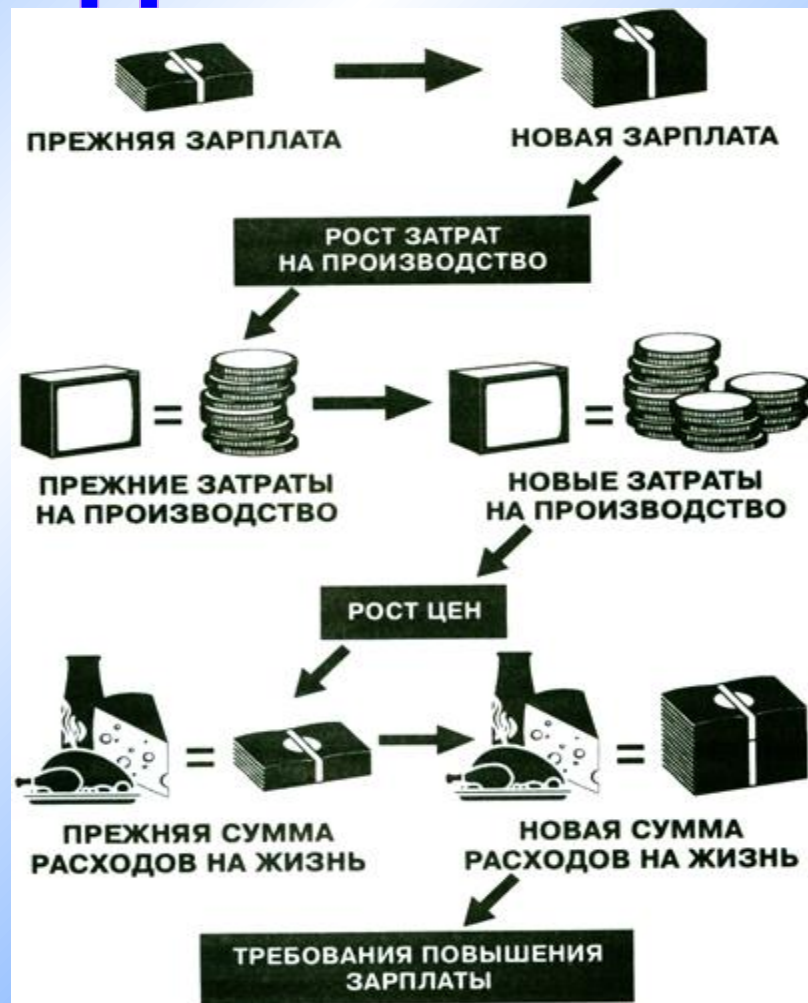 ПРЕЖНЯЯ ЗАРПЛАТА
НОВАЯ ЗАРПЛАТА
РОСТ ЗАТРАТ
НА ПРОИЗВОДСТВО
=
=
ПРЕЖНИЕ ЗАТРАТЫ
НА ПРОИЗВОДСТВО
НОВЫЕ ЗАТРАТЫ
НА ПРОИЗВОДСТВО
РОСТ ЦЕН
=
=
ПРЕЖНЯЯ СУММА
РАСХОДОВ НА ЖИЗНЬ
НОВАЯ СУММА
РАСХОДОВ НА ЖИЗНЬ
ТРЕБОВАНИЯ ПОВЫШЕНИЯ
ЗАРПЛАТЫ